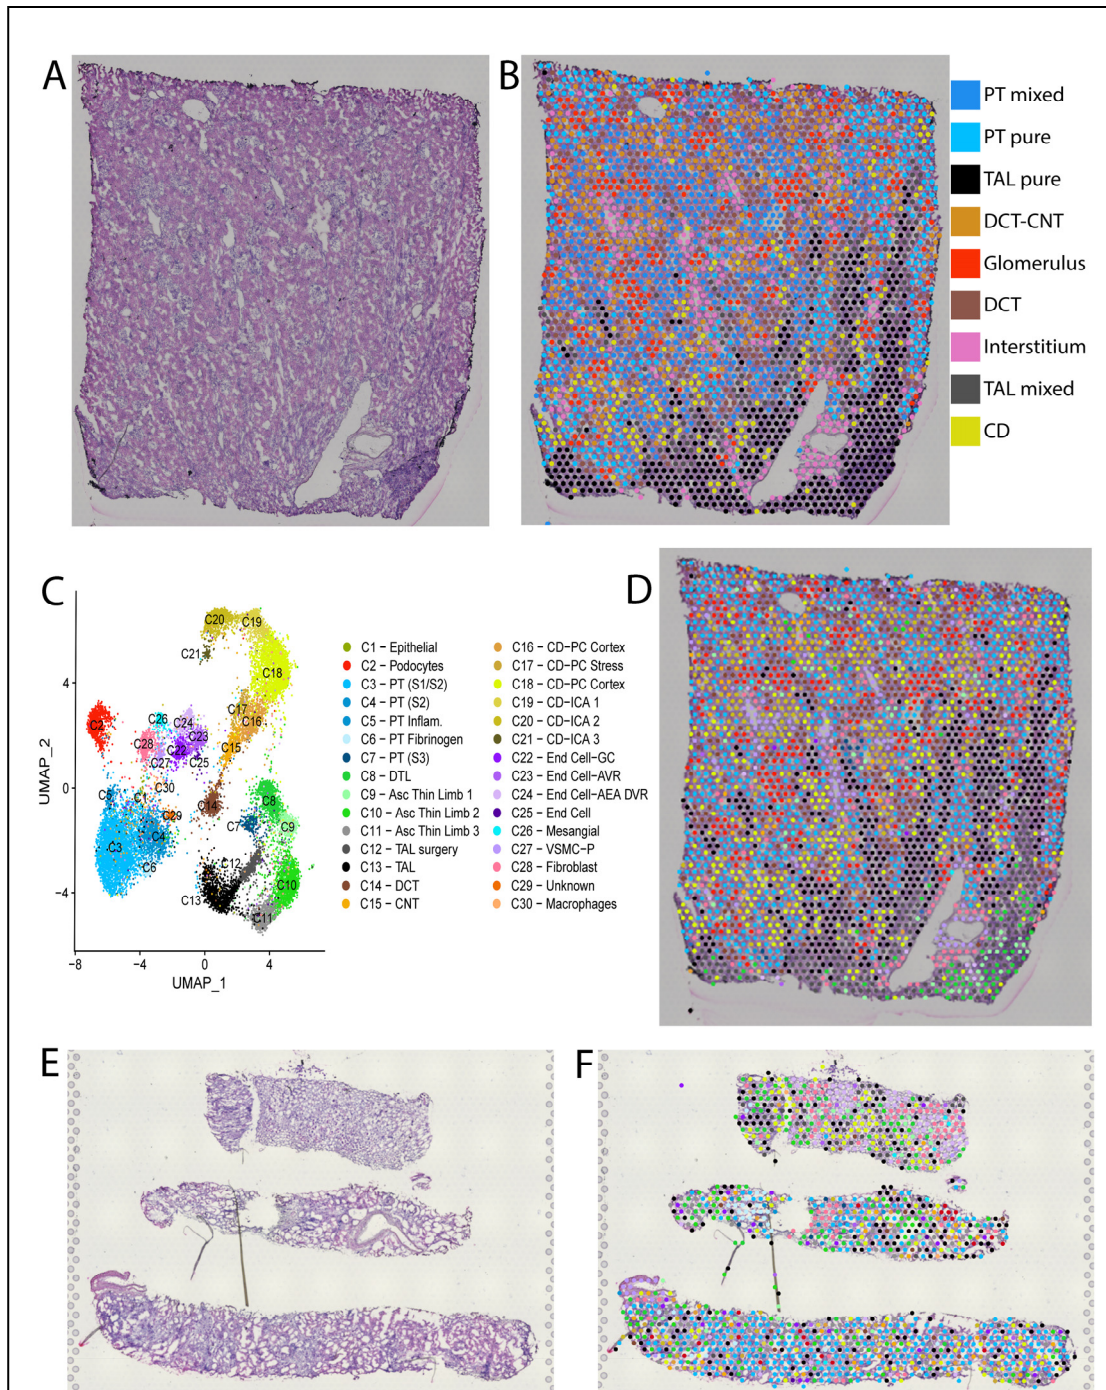 A
B
PT mixed
PT pure
TAL pure
DCT-CNT
Glomerulus
DCT
Interstitium
TAL mixed
CD
C
UMAP_2
4
0
−4
−8
−4
0
4
UMAP_1
C20
C19
C21
C18
C17
C16
C2
C26
C24
C28
C23
C22
C15
C27
C25
C30
C5
C1
C14
C8
C29
C7
C9
C4
C3
C6
C12
C13
C10
C11
C1 − Epithelial
C2 − Podocytes
C3 − PT (S1/S2)
C4 − PT (S2)
C5 − PT Inflam.
C6 − PT Fibrinogen
C7 − PT (S3)
C8 − DTL
C9 − Asc Thin Limb 1
C10 − Asc Thin Limb 2
C11 − Asc Thin Limb 3
C12 − TAL surgery
C13 − TAL
C14 − DCT
C15 − CNT
C16 − CD−PC Cortex
C17 − CD−PC Stress
C18 − CD−PC Cortex
C19 − CD−ICA 1
C20 − CD−ICA 2
C21 − CD−ICA 3
C22 − End Cell−GC
C23 − End Cell−AVR
C24 − End Cell−AEA DVR
C25 − End Cell
C26 − Mesangial
C27 − VSMC−P
C28 − Fibroblast
C29 − Unknown
C30 − Macrophages
D
E
F